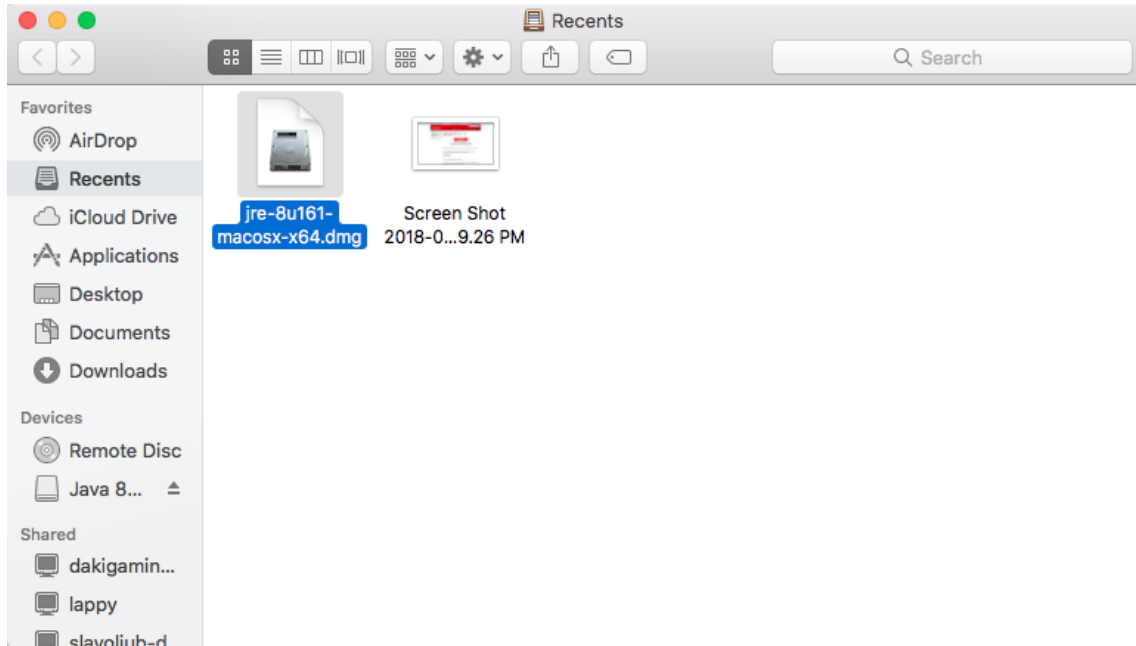 Recents
Search
Favorites
AirDrop
Recents
iCloud Drive
Applications
Desktop
Documents
Downloads
Devices
Remote Disc
Java 8...
Shared
dakigamin...
lappy
slavoljub-d
jre-8u161-
macosx-x64.dmg
Screen Shot
2018-0...9.26 PM